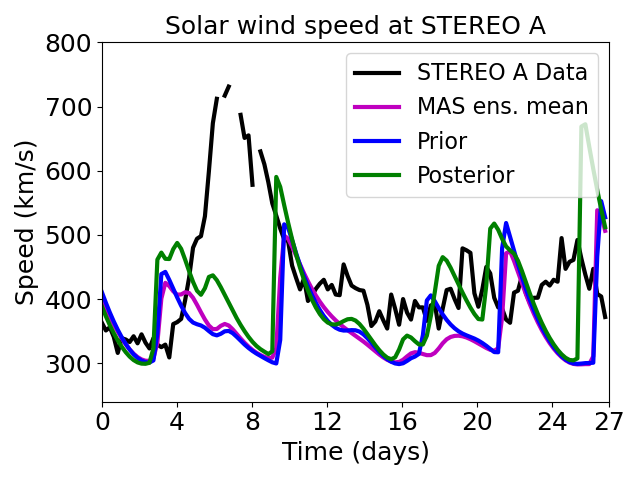 Solar wind speed at STEREO A
800
700
600
500
400
300
Speed (km/s)
STEREO A Data
MAS ens. mean
Prior
Posterior
0 4 8 12 16 20 24 27
Time (days)